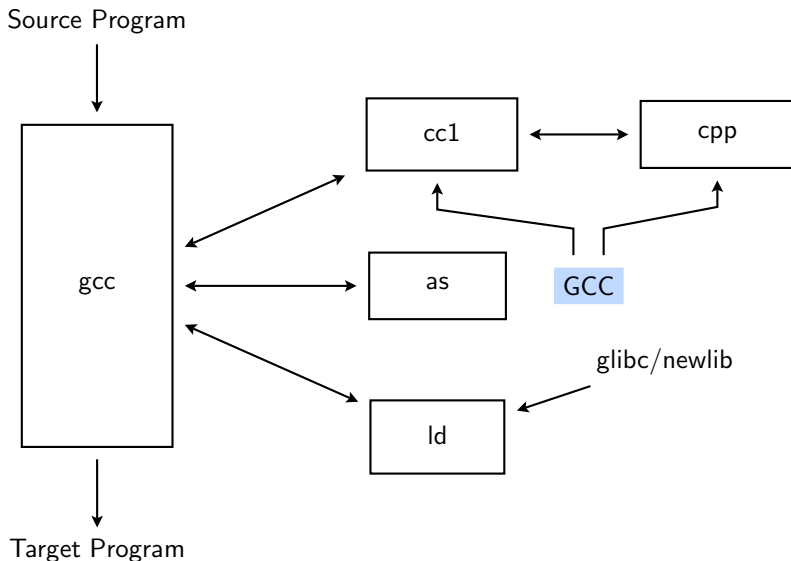 Source Program
cc1
cpp
gcc
as
GCC
glibc/newlib
ld
Target Program